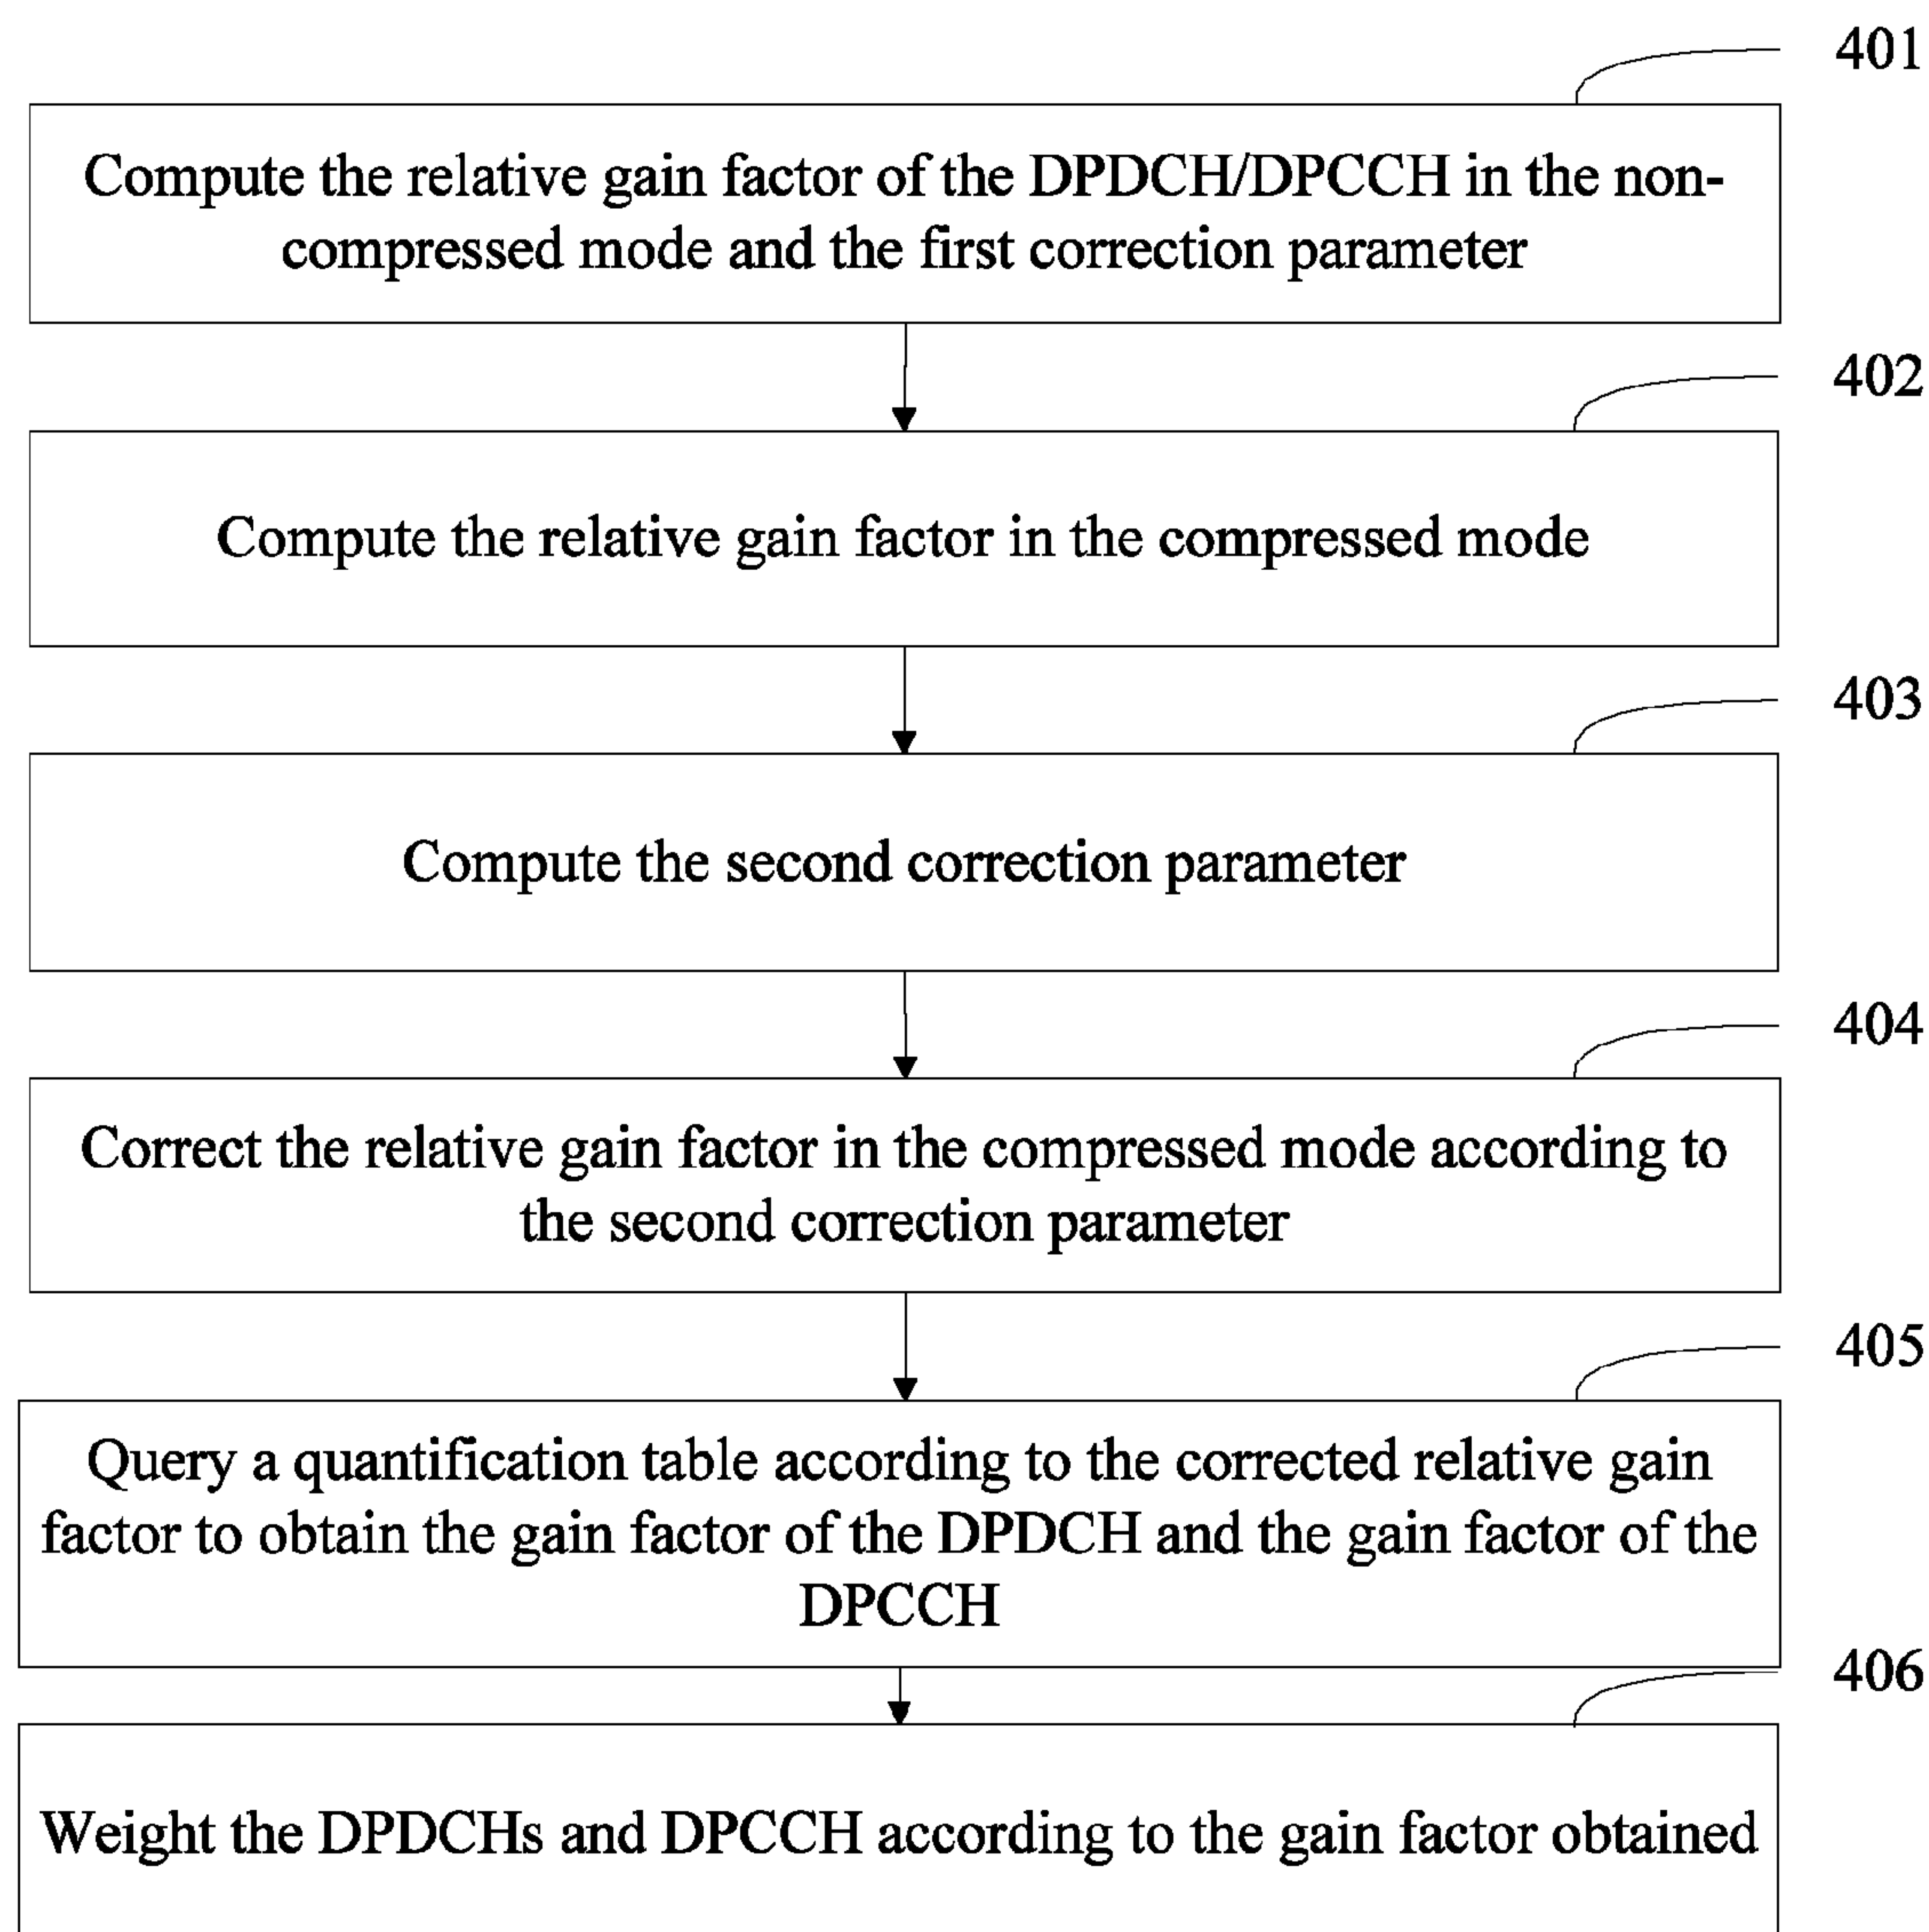 401
Compute the relative gain factor of the DPDCH/DPCCH in the non-
compressed mode and the first correction parameter
402
Compute the relative gain factor in the compressed mode
403
Compute the second correction parameter
404
Correct the relative gain factor in the compressed mode according to
the second correction parameter
405
Query a quantification table according to the corrected relative gain
factor to obtain the gain factor of the DPDCH and the gain factor of the
DPCCH
406
Weight the DPDCHs and DPCCH according to the gain factor obtained